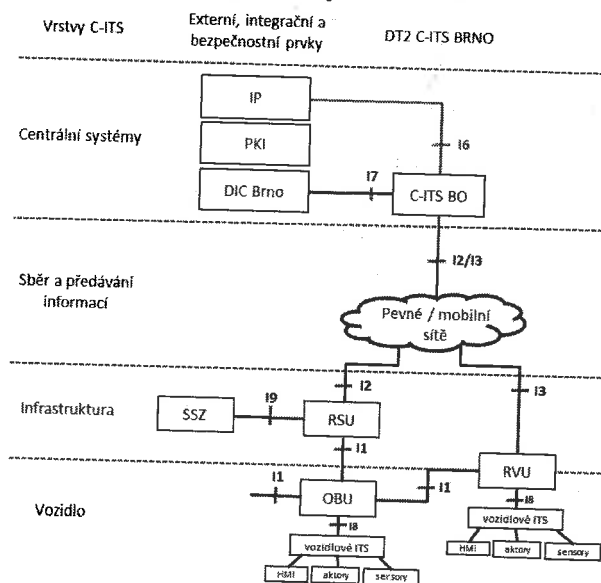 Vrstvy C-ITS
Externí, integrační a
bezpečnostní prvky
DT2 C-ITS BRNO
Centrální systémy
IP
PKI
DIC Brno
I7
I6
C-ITS BO
I2/I3
Sběr a předávání
informací
Pevné / mobilní
sítě
I2
I3
Infrastruktura
SSZ
I9
RSU
I1
RVU
Vozidlo
I1
OBU
I1
I8
I8
vozidlové ITS
HMI
aktory
sensory
vozidlové ITS
HMI
aktory
sensory